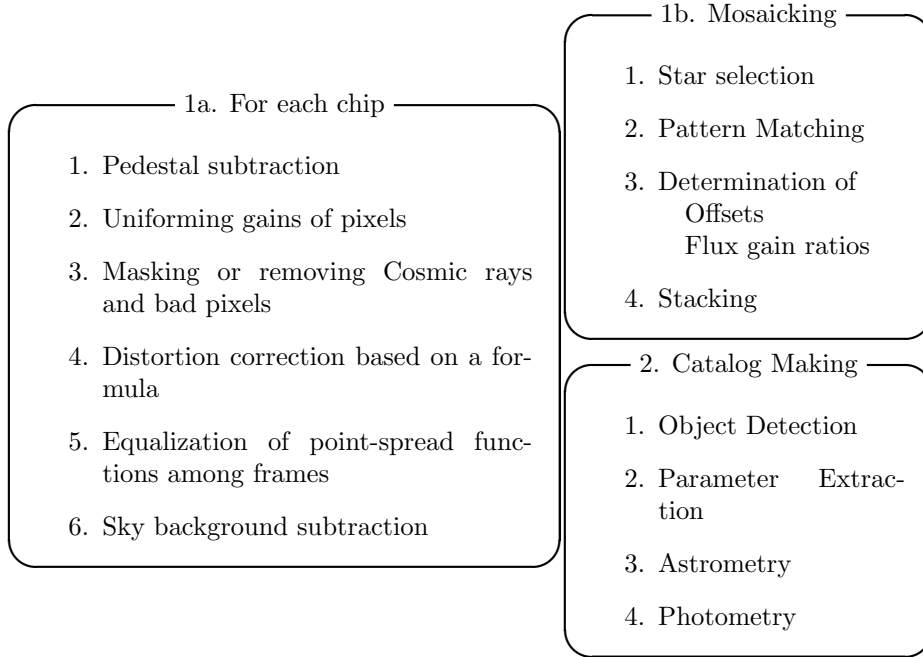 1a. For each chip
1. Pedestal subtraction
2. Uniforming gains of pixels
3. Masking or removing Cosmic rays
and bad pixels
4. Distortion correction based on a for-
mula
5. Equalization of point-spread func-
tions among frames
6. Sky background subtraction
1b. Mosaicking
1. Star selection
2. Pattern Matching
3. Determination of
Offsets
Flux gain ratios
4. Stacking
2. Catalog Making
1. Object Detection
2. Parameter Extrac-
tion
3. Astrometry
4. Photometry